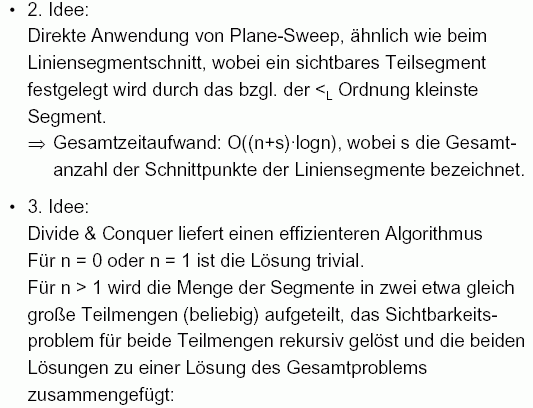 • 2. Idee:
Direkte Anwendung von Plane-Sweep, ähnlich wie beim
Liniensegmentschnitt, wobei ein sichtbares Teilsegment
festgelegt wird durch das bzgl. der <L Ordnung kleinste
Segment.
⇒ Gesamtzeitaufwand: O((n+s)·logn), wobei s die Gesamt-
anzahl der Schnittpunkte der Liniensegmente bezeichnet.
• 3. Idee:
Divide & Conquer liefert einen effizienteren Algorithmus
Für n = 0 oder n = 1 ist die Lösung trivial.
Für n > 1 wird die Menge der Segmente in zwei etwa gleich
große Teilmengen (beliebig) aufgeteilt, das Sichtbarkeits-
problem für beide Teilmengen rekursiv gelöst und die beiden
Lösungen zu einer Lösung des Gesamtproblems
zusammengefügt: